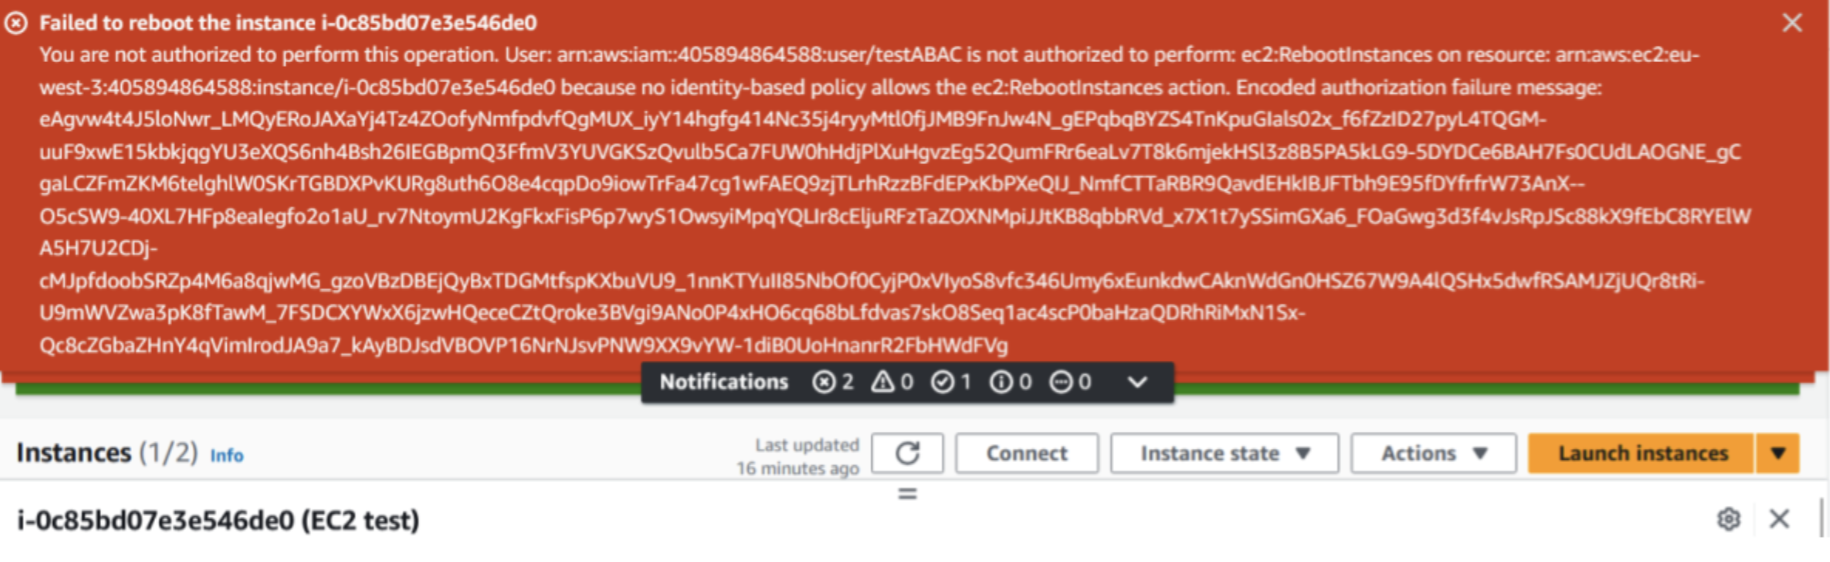 Failed to reboot the instance i-0c85bd07e3e546de0
You are not authorized to perform this operation. User: arn:aws:iam::405894864588:user/testABAC is not authorized to perform: ec2:RebootInstances on resource: arn:aws:ec2:eu-
west-3:405894864588:instance/i-0c85bd07e3e546de0 because no identity-based policy allows the ec2:RebootInstances action. Encoded authorization failure message:
eAgvw4t4J5loNwr_LMQyERoJAXaYj4Tz4ZOofyNmfpdvfQgMUX_iyY14hgfg414Nc35j4ryyMtl0fjJMB9FnJw4N_gEPqbqBYZS4TnKpuGIals02x_f6fZzID27pyL4TQGM-
uuF9xwE15kbkjqgYU3eXQS6nh4Bsh26IEGBpmQ3FfmV3YUVGKSzQvulb5Ca7FUW0hHdjPlXuHgvzEg52QumFRr6eaLv7T8k6mjekHSl3z8B5PA5kLG9-5DYDCe6BAH7Fs0CUdLAOGNE_gC
gaLCZFmZKM6telghlW0SKrTGBDXPvKURg8uth6O8e4cqpDo9iowTrFa47cg1wFAEQ9zjTLrhRzzBFdEPxKbPXeQIJ_NmfCTTaRBR9QavdEHkIBJFTbh9E95fDYfrfrW73AnX--
O5cSW9-40XL7HFp8eaIegfo2o1aU_rv7NtoymU2KgFkxFisP6p7wyS1OwsyiMpqYQLIr8cEljuRFzTaZOXNMpiJJtKB8qbbRVd_x7X1t7ySSimGXa6_FOaGwg3d3f4vJsRpJSc88kX9fEbC8RYElW
A5H7U2CDj-
cMJpfdoobSRZp4M6a8qjwMG_gzoVBzDBEjQyBxTDGMtfspKXbuVU9_1nnKTYuII85NbOf0CyjP0xVIyoS8vfc346Umy6xEunkdwCAknWdGn0HSZ67W9A4lQSHx5dwfRSAMJZjUQr8tRi-
U9mWVZwa3pK8fTawM_7FSDCXYWxX6jzwHQeceCZtQroke3BVgi9ANo0P4xHO6cq68bLfdvas7skO8Seq1ac4scP0baHzaQDRhRiMxN1Sx-
Qc8cZGbaZHnY4qVimIrodJA9a7_kAyBDJsdVBOVP16NrNJsvPNW9XX9vYW-1diB0UoHnanrR2FbHWdFVg
Notifications 2 0 1 0 0
Instances (1/2) Info
Last updated
16 minutes ago
Connect
Instance state
Actions
Launch instances
i-0c85bd07e3e546de0 (EC2 test)